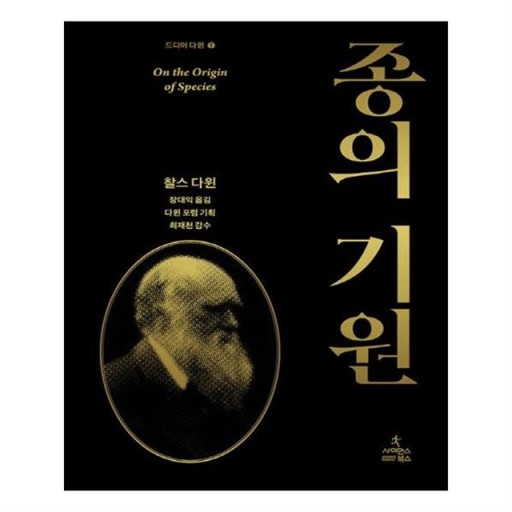 드디어 다윈 1
On the Origin
of Species
종의 기원
찰스 다윈
장대익 옮김
다윈 포럼 기획
최재천 감수
사이언스
북스